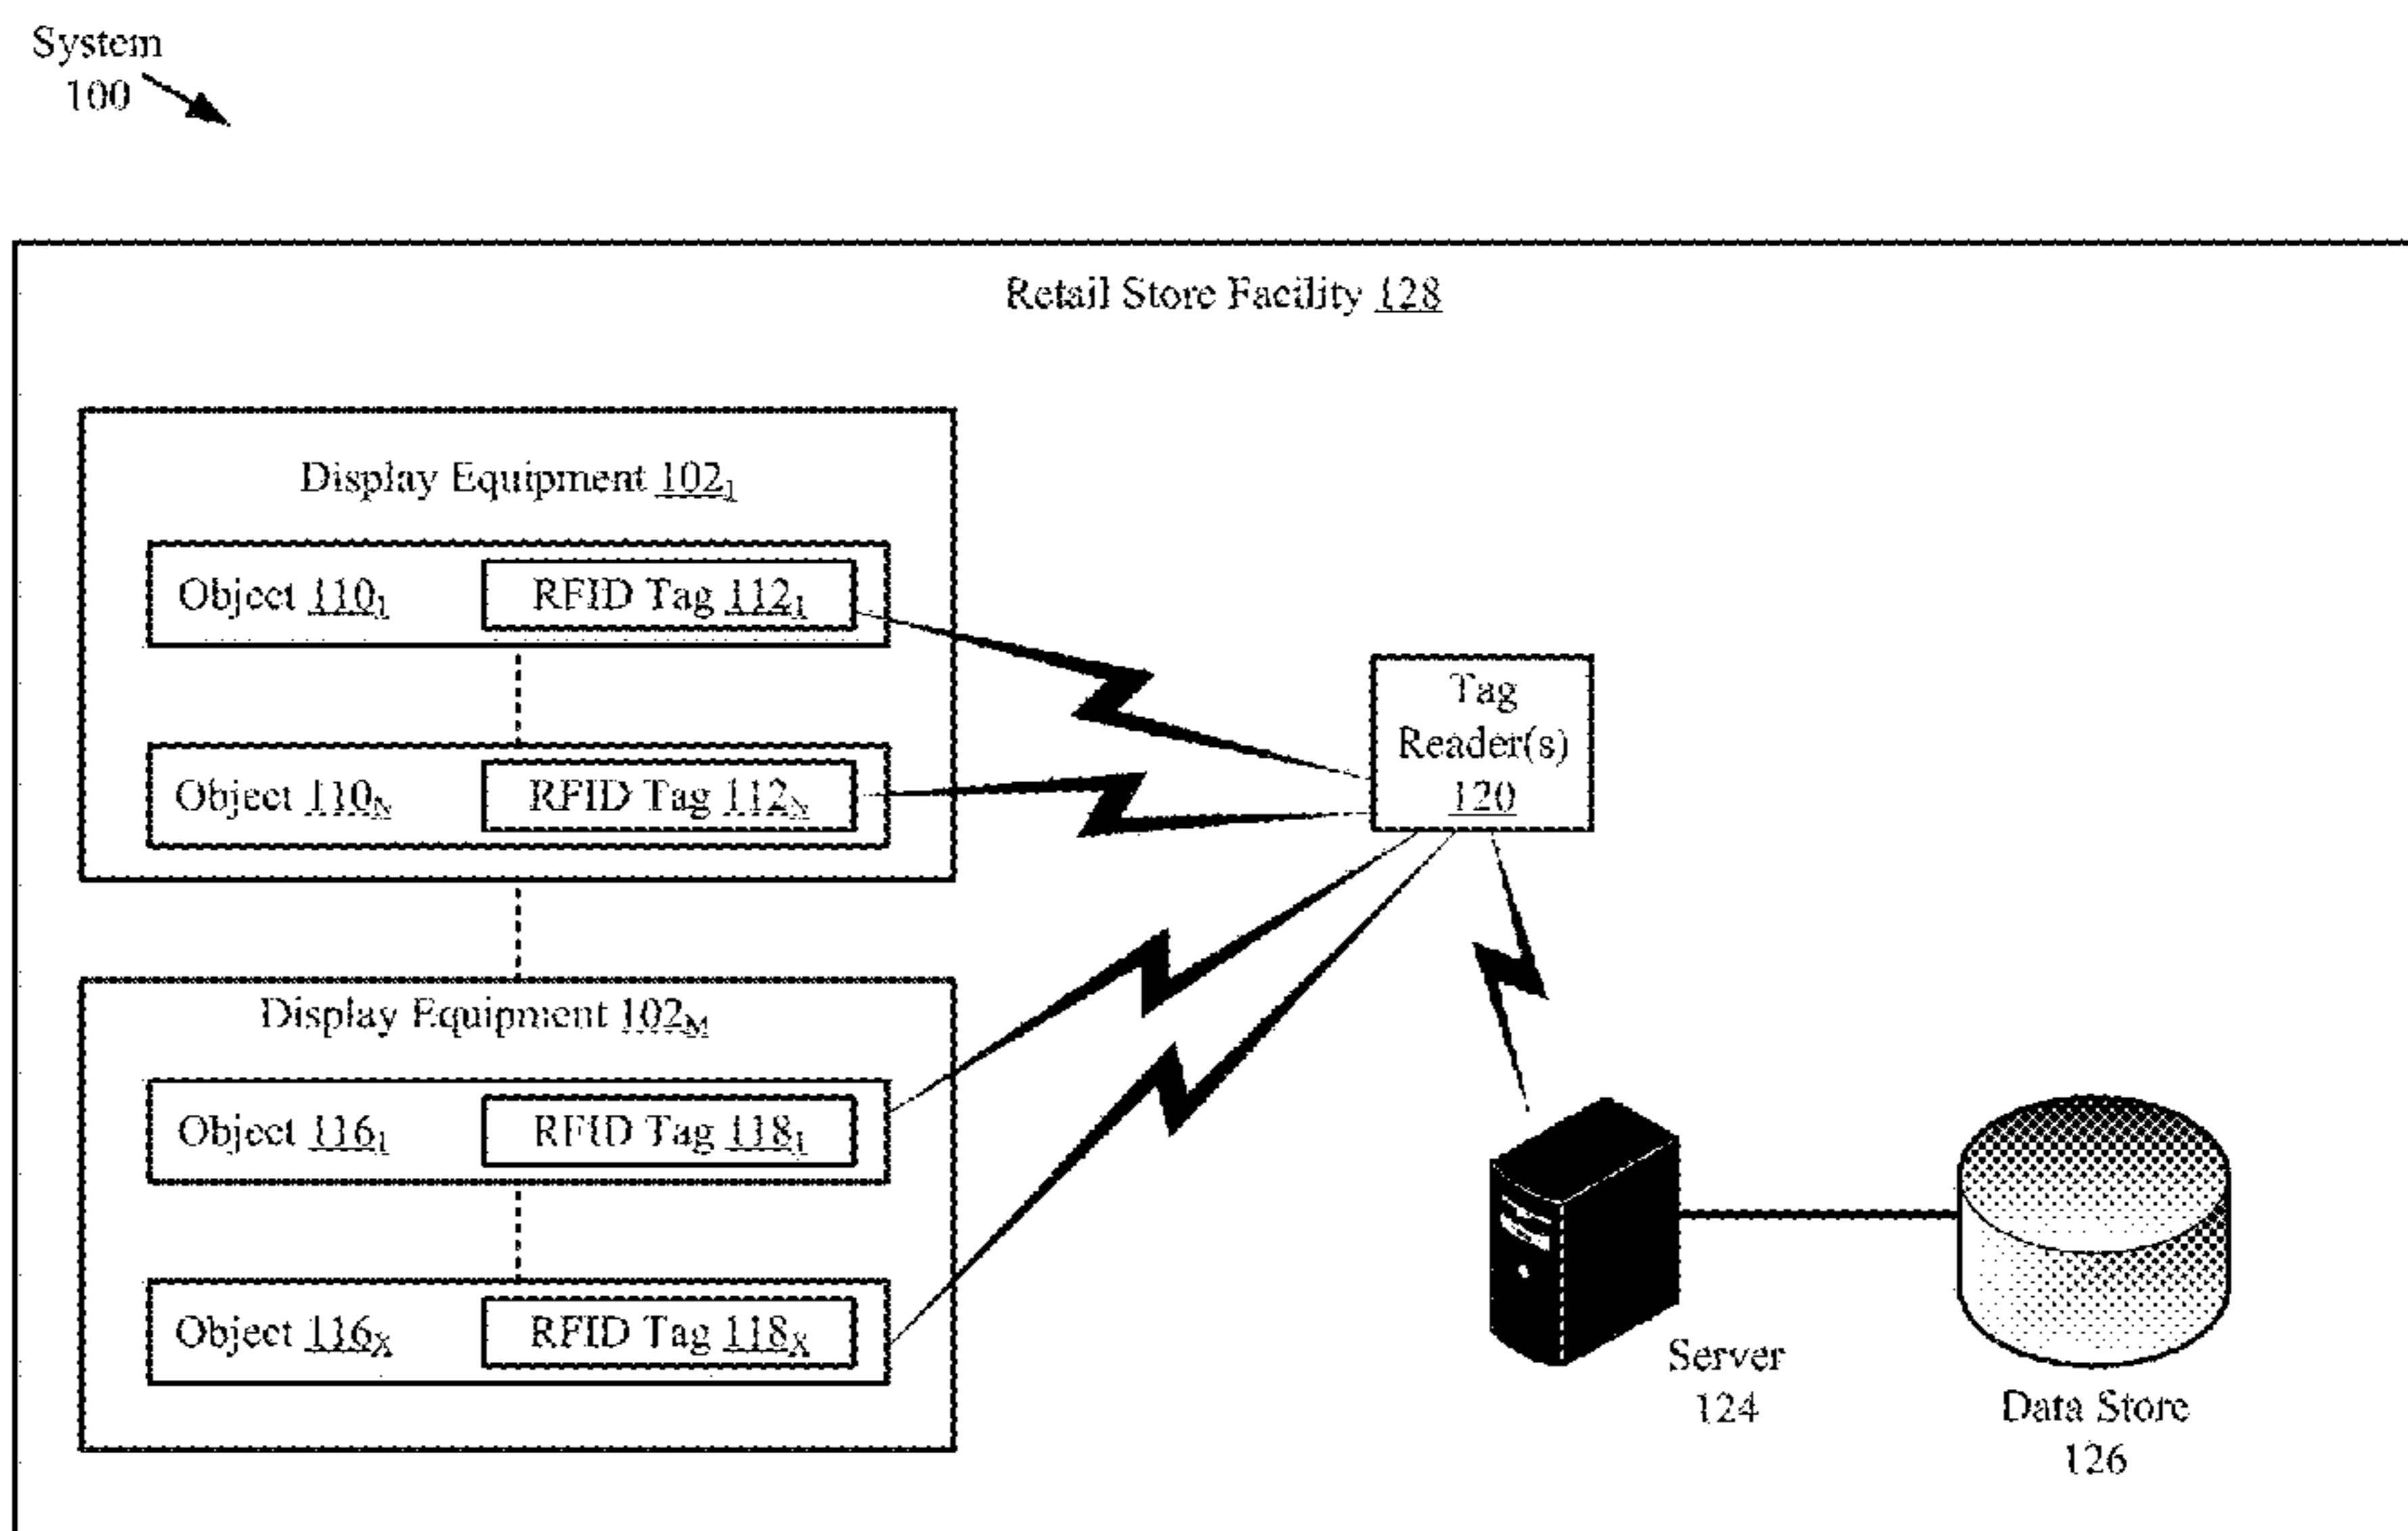 System
100
Retail Store Facility 128
Display Equipment 102₁
Object 110₁ RFID Tag 112₁
Object 110ₙ RFID Tag 112ₙ
Tag
Reader(s)
120
Display Equipment 102ₘ
Object 116₁ RFID Tag 118₁
Object 116ₓ RFID Tag 118ₓ
Server
124
Data Store
126